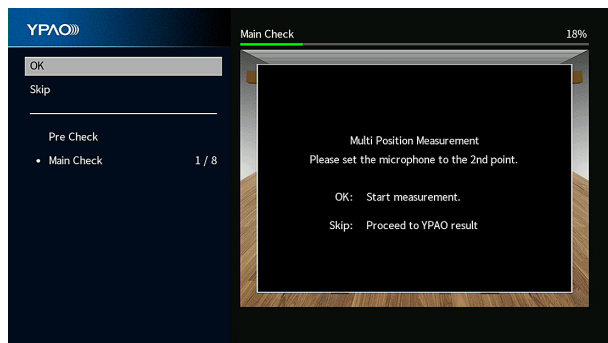 YPAO
OK
Skip
Pre Check
• Main Check 1 / 8
Main Check 18%
Multi Position Measurement
Please set the microphone to the 2nd point.
OK: Start measurement.
Skip: Proceed to YPAO result